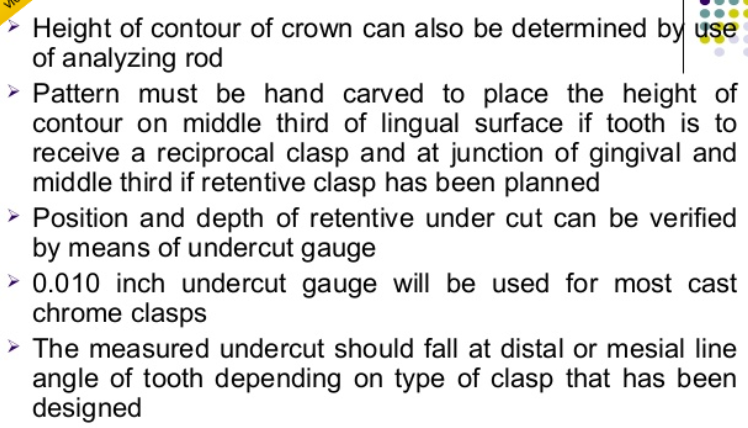 Height of contour of crown can also be determined by use
of analyzing rod
Pattern must be hand carved to place the height of
contour on middle third of lingual surface if tooth is to
receive a reciprocal clasp and at junction of gingival and
middle third if retentive clasp has been planned
Position and depth of retentive under cut can be verified
by means of undercut gauge
0.010 inch undercut gauge will be used for most cast
chrome clasps
The measured undercut should fall at distal or mesial line
angle of tooth depending on type of clasp that has been
designed